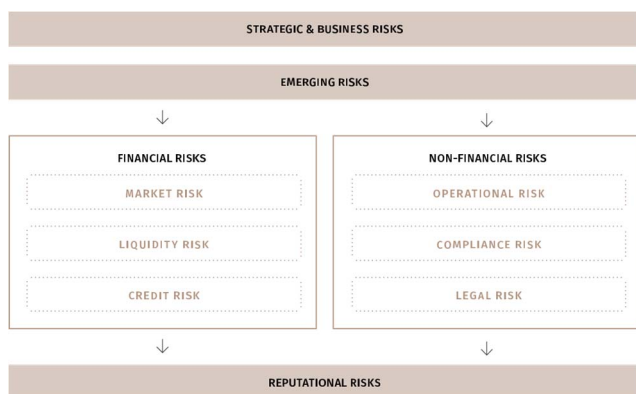 STRATEGIC & BUSINESS RISKS
EMERGING RISKS
FINANCIAL RISKS
MARKET RISK
LIQUIDITY RISK
CREDIT RISK
NON-FINANCIAL RISKS
OPERATIONAL RISK
COMPLIANCE RISK
LEGAL RISK
REPUTATIONAL RISKS